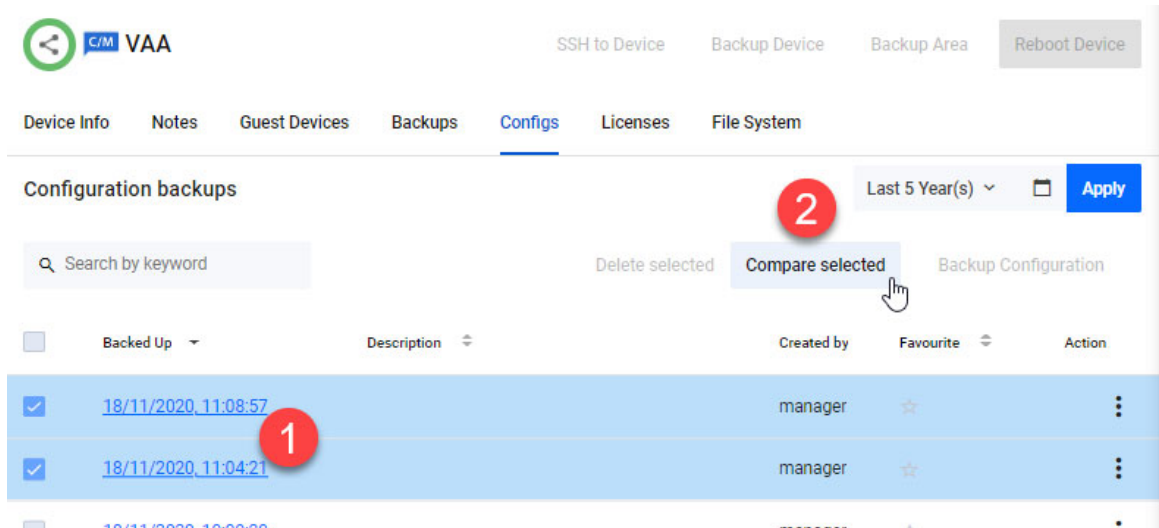 C/M VAA SSH to Device Backup Device Backup Area Reboot Device
Device Info Notes Guest Devices Backups Configs Licenses File System
Configuration backups Last 5 Year(s) Apply
2
Search by keyword Delete selected Compare selected Backup Configuration
Backed Up Description Created by Favourite Action
18/11/2020, 11:08:57 manager
1
18/11/2020, 11:04:21 manager